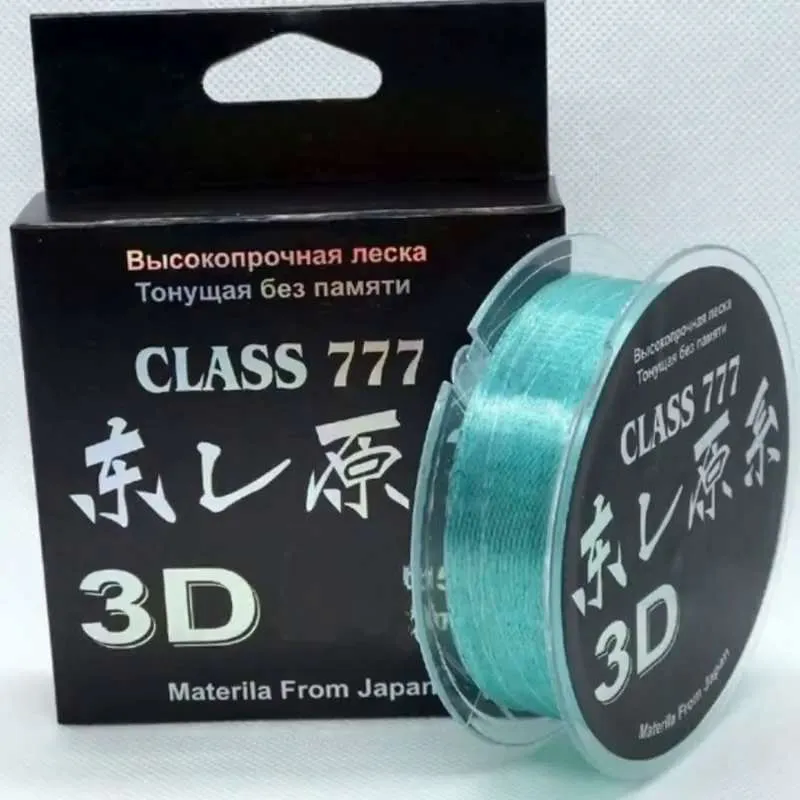 Высокопрочная леска
Тонущая без памяти
CLASS 777
东レ原
3D
Materila From Japan
Высокопрочная леска
Тонущая без памяти
CLASS 777
东レ原糸
3D
Materila From Japan